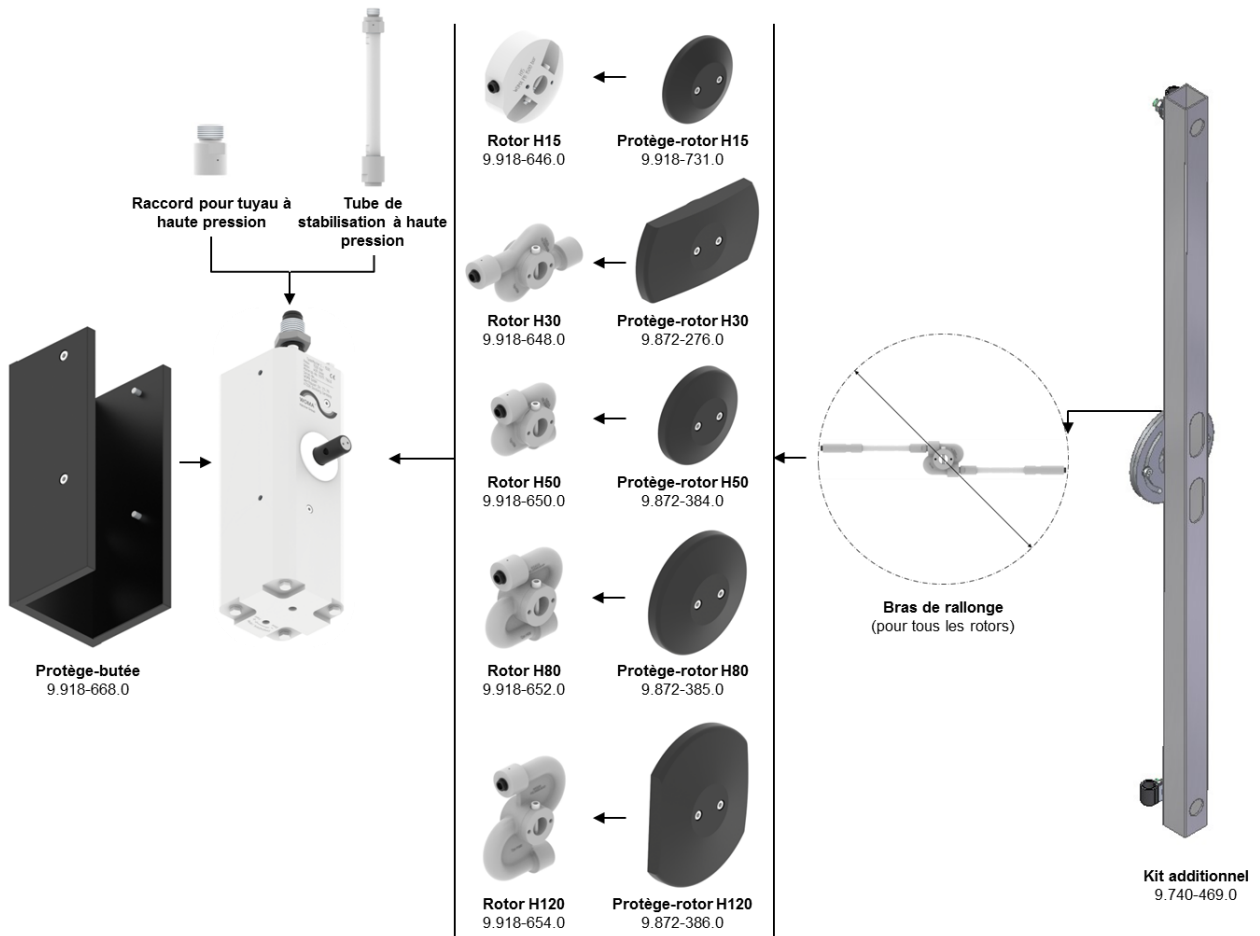 Raccord pour tuyau à
haute pression
Tube de
stabilisation à haute
pression
Protège-butée
9.918-668.0
Rotor H15
9.918-646.0
Protège-rotor H15
9.918-731.0
Rotor H30
9.918-648.0
Protège-rotor H30
9.872-276.0
Rotor H50
9.918-650.0
Protège-rotor H50
9.872-384.0
Rotor H80
9.918-652.0
Protège-rotor H80
9.872-385.0
Rotor H120
9.918-654.0
Protège-rotor H120
9.872-386.0
Bras de rallonge
(pour tous les rotors)
Kit additionnel
9.740-469.0